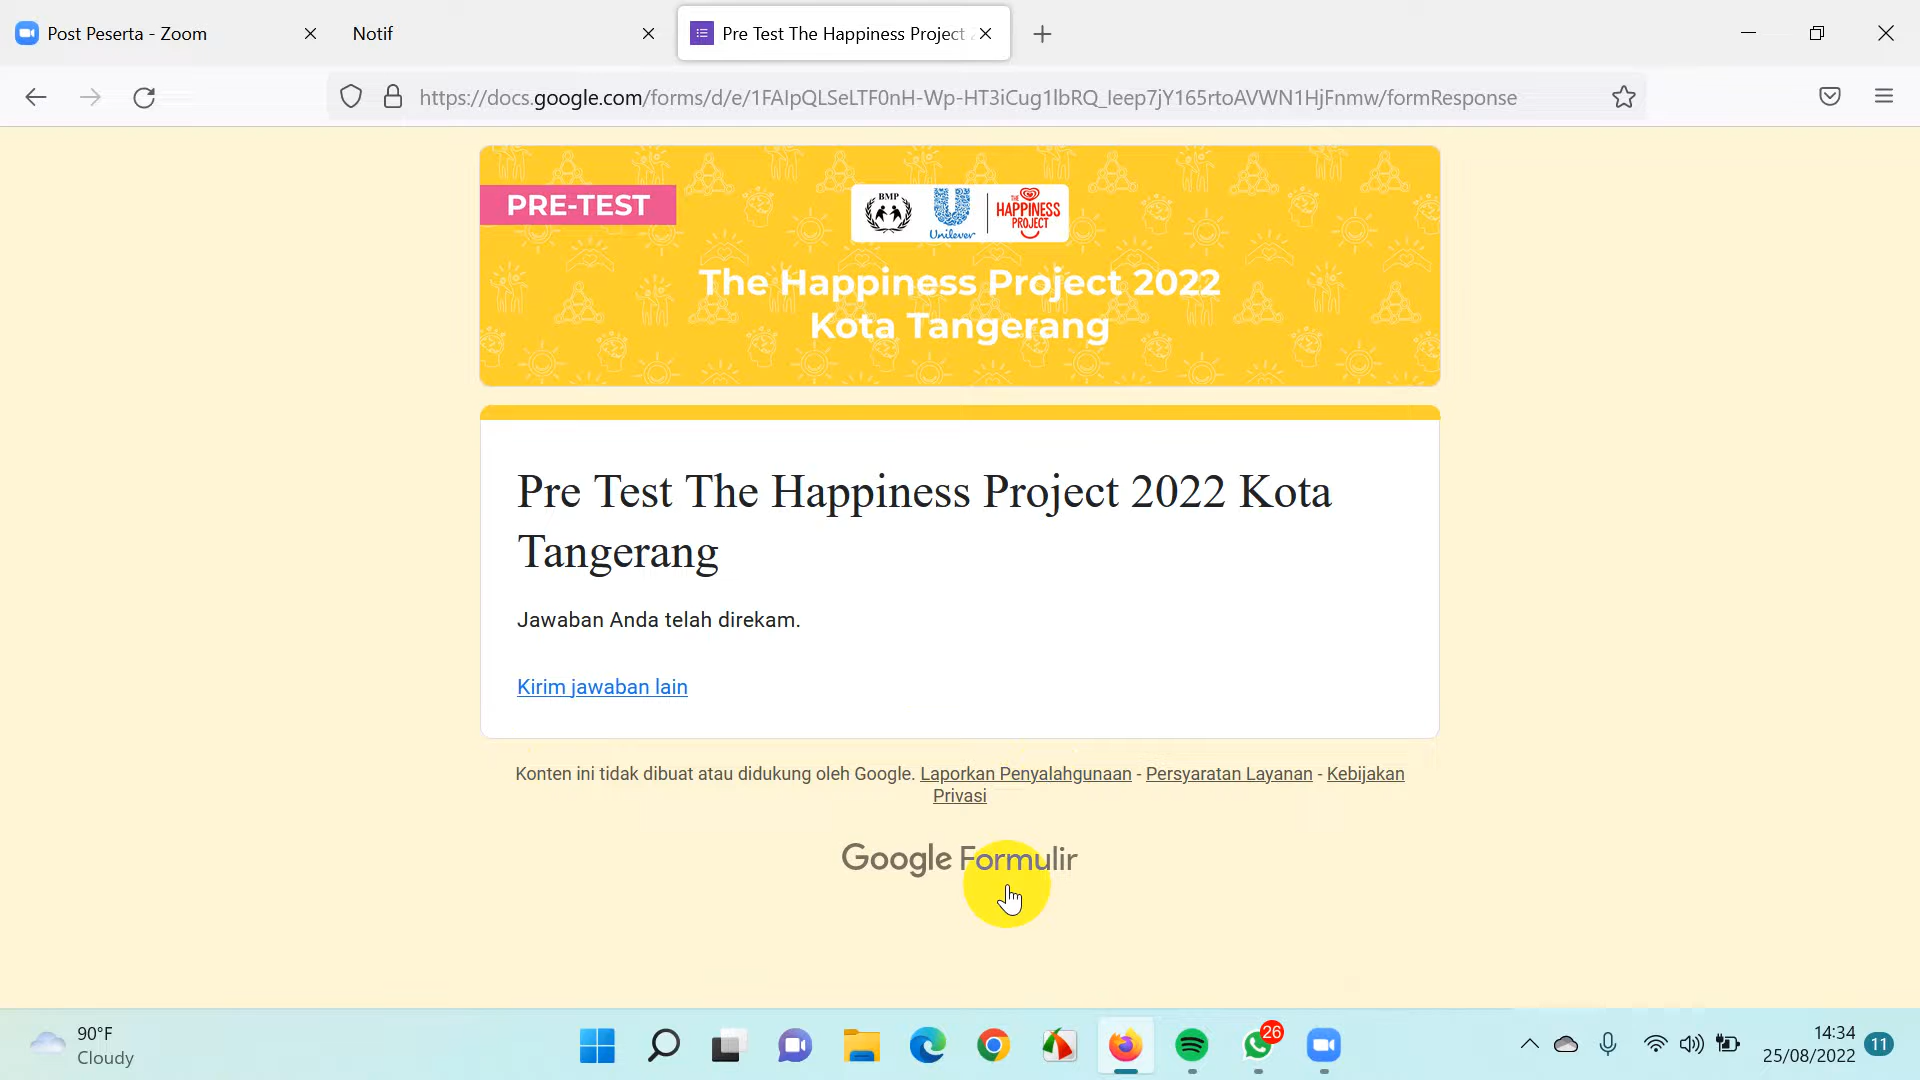 Post Peserta - Zoom
Notif
Pre Test The Happiness Project
https://docs.google.com/forms/d/e/1FAIpQLSeLTF0nH-Wp-HT3iCug1lbRQ_Ieep7jY165rtoAVWN1HjFnmw/formResponse
PRE-TEST
BMP
Unilever
THE HAPPINESS PROJECT
The Happiness Project 2022
Kota Tangerang
Pre Test The Happiness Project 2022 Kota
Tangerang
Jawaban Anda telah direkam.
Kirim jawaban lain
Konten ini tidak dibuat atau didukung oleh Google. Laporkan Penyalahgunaan - Persyaratan Layanan - Kebijakan
Privasi
Google Formulir
90°F
Cloudy
26
14:34
25/08/2022
11